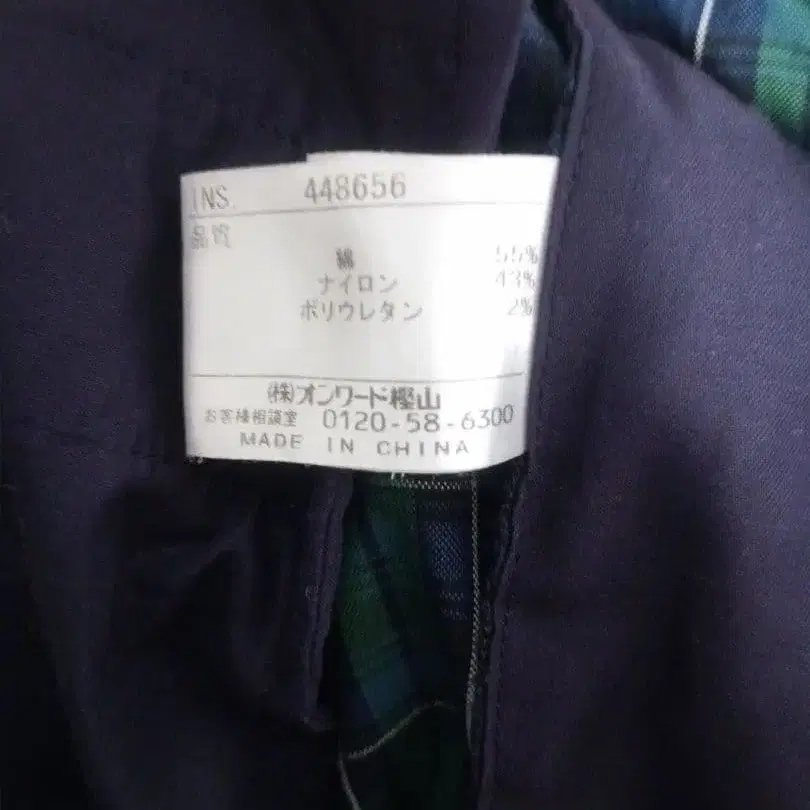 INS. 448656
品質
綿 55%
ナイロン 43%
ポリウレタン 2%
(株)オンワード樫山
お客様相談室 0120-58-6300
MADE IN CHINA